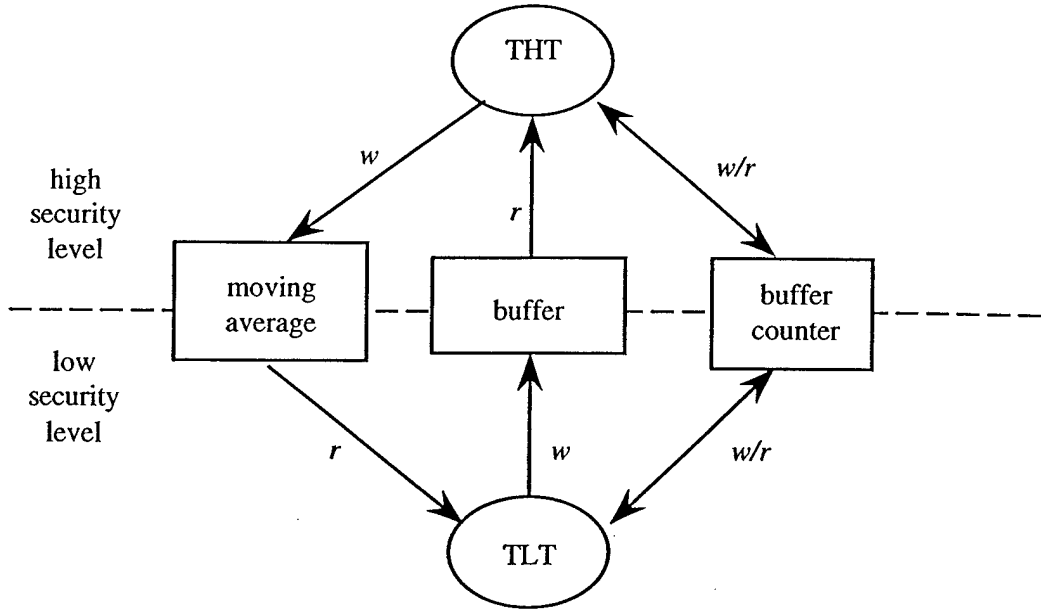 THT
w
w/r
high
security
level
r
moving
average
buffer
buffer
counter
low
security
level
r
w
w/r
TLT